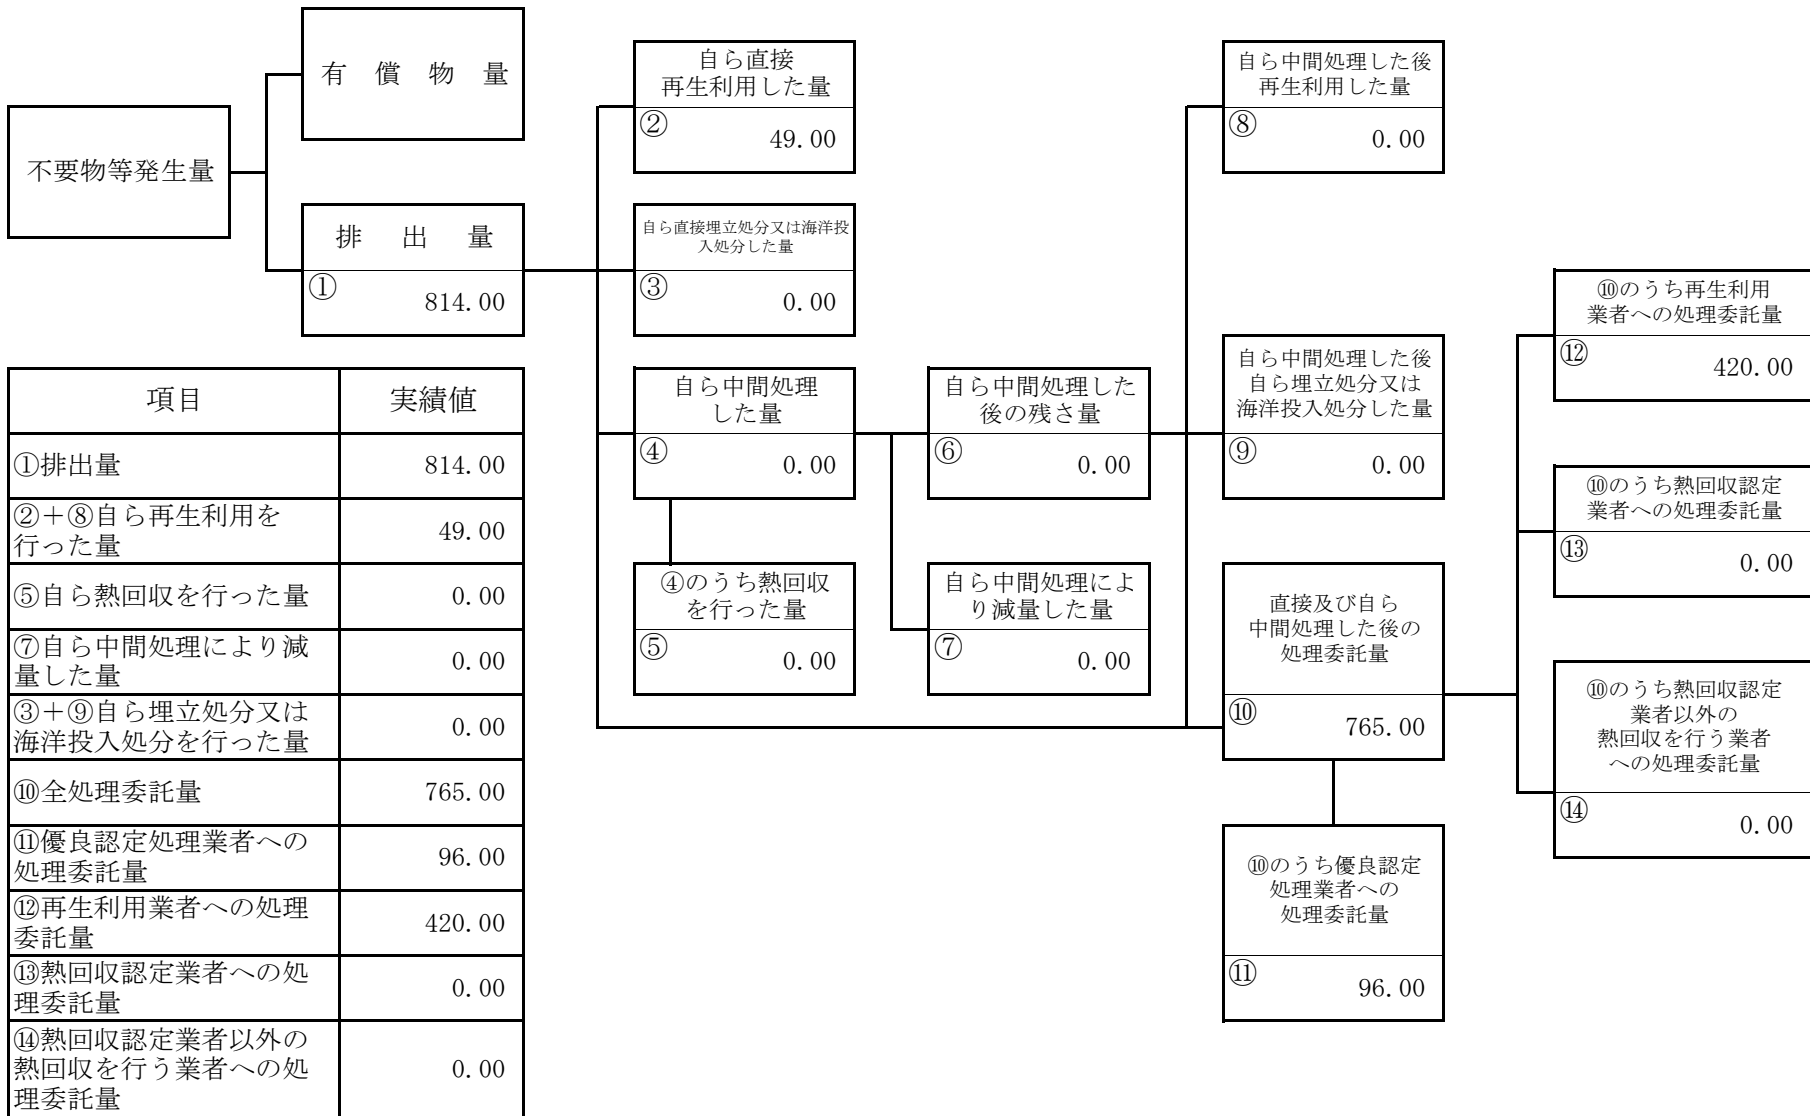 不要物等発生量
有償物量
排出量
①
814.00
自ら直接
再生利用した量
②
49.00
自ら直接埋立処分又は海洋投
入処分した量
③
0.00
自ら中間処理
した量
④
0.00
④のうち熱回収
を行った量
⑤
0.00
自ら中間処理した
後の残さ量
⑥
0.00
自ら中間処理によ
り減量した量
⑦
0.00
自ら中間処理した後
再生利用した量
⑧
0.00
自ら中間処理した後
自ら埋立処分又は
海洋投入処分した量
⑨
0.00
直接及び自ら
中間処理した後の
処理委託量
⑩
765.00
⑩のうち優良認定
処理業者への
処理委託量
⑪
96.00
⑩のうち再生利用
業者への処理委託量
⑫
420.00
⑩のうち熱回収認定
業者への処理委託量
⑬
0.00
⑩のうち熱回収認定
業者以外の
熱回収を行う業者
への処理委託量
⑭
0.00
項目 実績値
①排出量 814.00
②＋⑧自ら再生利用を
行った量 49.00
⑤自ら熱回収を行った量 0.00
⑦自ら中間処理により減
量した量 0.00
③＋⑨自ら埋立処分又は
海洋投入処分を行った量 0.00
⑩全処理委託量 765.00
⑪優良認定処理業者への
処理委託量 96.00
⑫再生利用業者への処理
委託量 420.00
⑬熱回収認定業者への処
理委託量 0.00
⑭熱回収認定業者以外の
熱回収を行う業者への処
理委託量 0.00